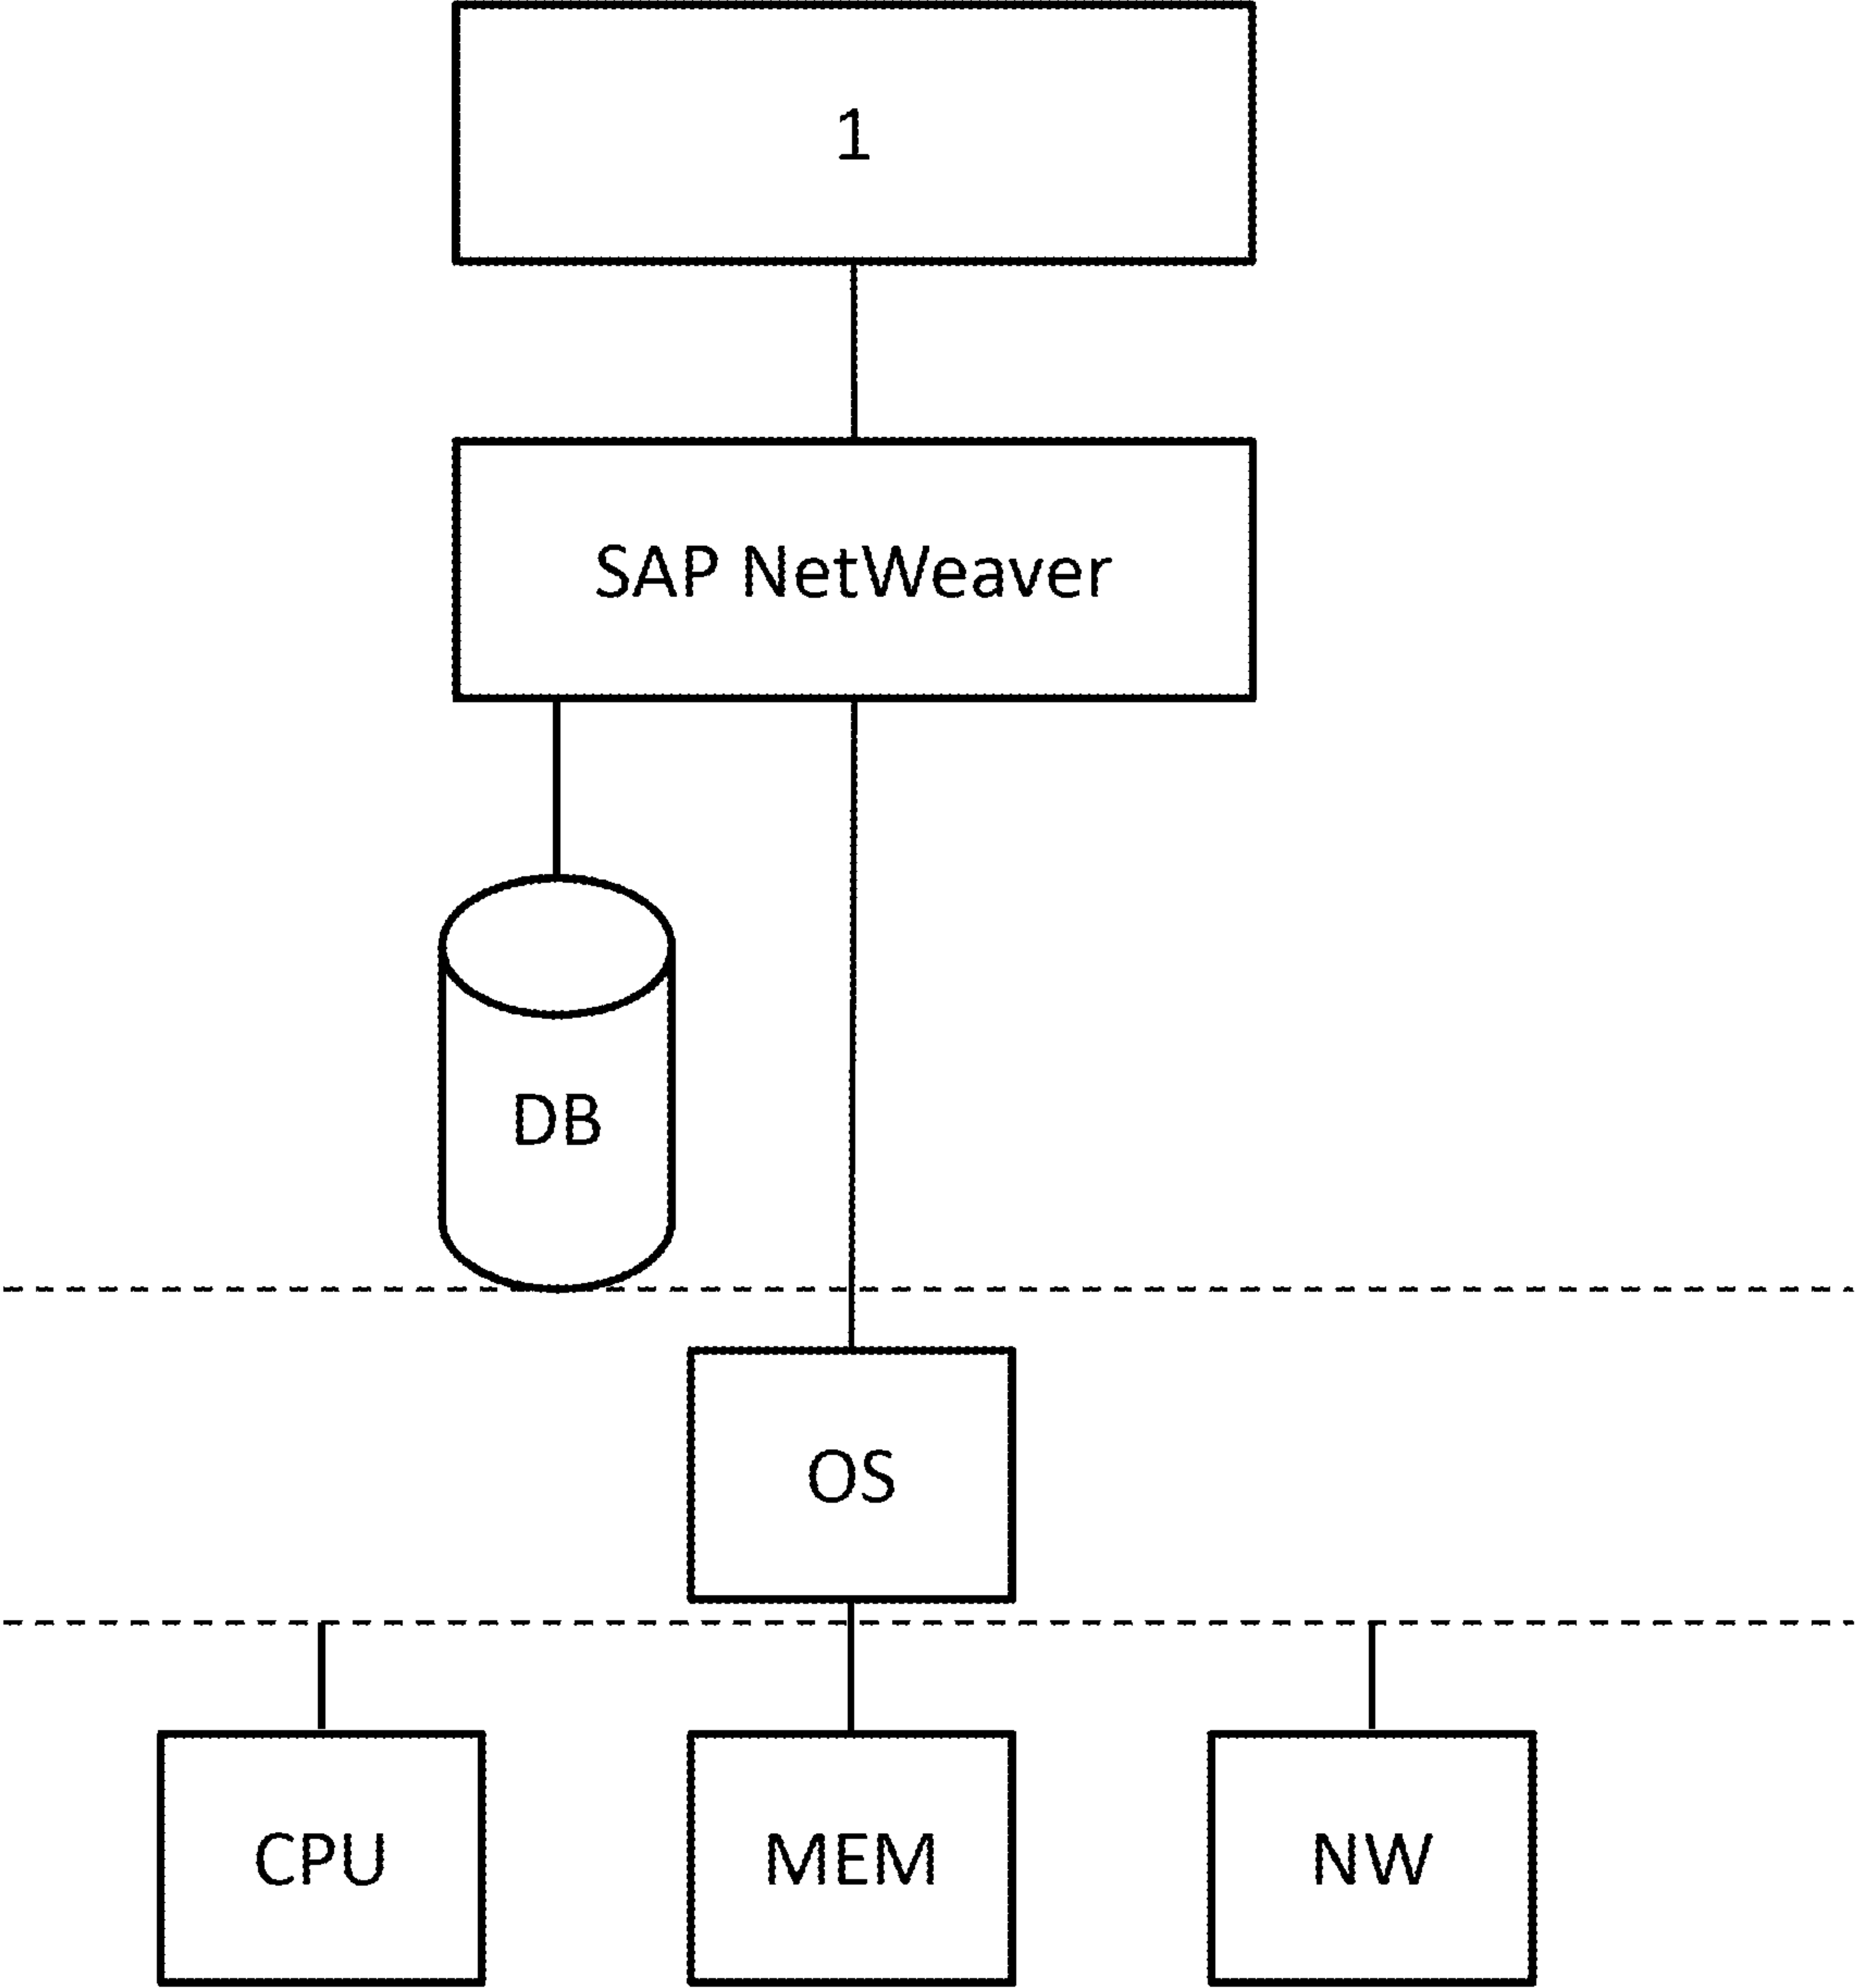 1
SAP NetWeaver
DB
OS
CPU
MEM
NW